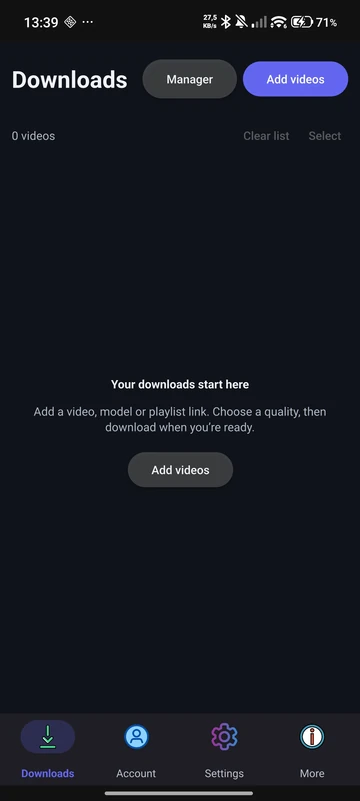 13:39
27,5
KB/s
71%
Downloads
Manager
Add videos
0 videos
Clear list
Select
Your downloads start here
Add a video, model or playlist link. Choose a quality, then
download when you're ready.
Add videos
Downloads
Account
Settings
More